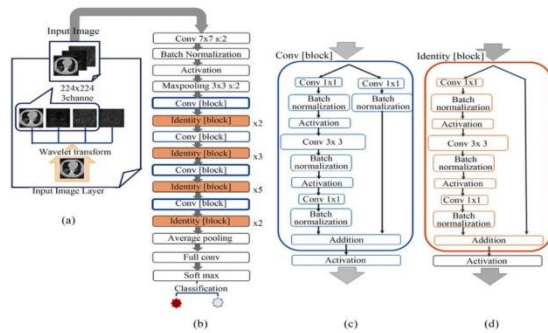 Input Image
224x224
3channe
Wavelet transform
Input Image Layer
(a)
Conv 7x7 s:2
Batch Normalization
Activation
Maxpooling 3x3 s:2
Conv [block]
Identity [block]
x2
Conv [block]
Identity [block]
x3
Conv [block]
Identity [block]
x5
Conv [block]
Identity [block]
x2
Average pooling
Full conv
Soft max
Classification
(b)
Conv [block]
Conv 1x1
Conv 1x1
Batch
normalization
Batch
normalization
Activation
Conv 3x 3
Batch
normalization
Activation
Conv 1x1
Batch
normalization
Addition
Activation
(c)
Identity [block]
Conv 1x1
Batch
normalization
Activation
Conv 3x 3
Batch
normalization
Activation
Conv 1x1
Batch
normalization
Addition
Activation
(d)